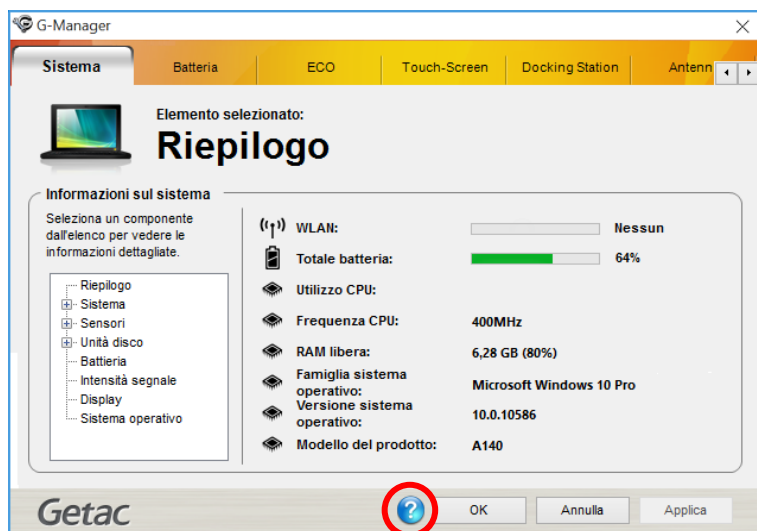 G-Manager
Sistema Batteria ECO Touch-Screen Docking Station Antenn
Elemento selezionato:
Riepilogo
Informazioni sul sistema
Seleziona un componente
dall'elenco per vedere le
informazioni dettagliate.
Riepilogo
Sistema
Sensori
Unità disco
Battieria
Intensità segnale
Display
Sistema operativo
WLAN: Nessun
Totale batteria: 64%
Utilizzo CPU:
Frequenza CPU: 400MHz
RAM libera: 6,28 GB (80%)
Famiglia sistema
operativo: Microsoft Windows 10 Pro
Versione sistema
operativo: 10.0.10586
Modello del prodotto: A140
Getac ? OK Annulla Applica